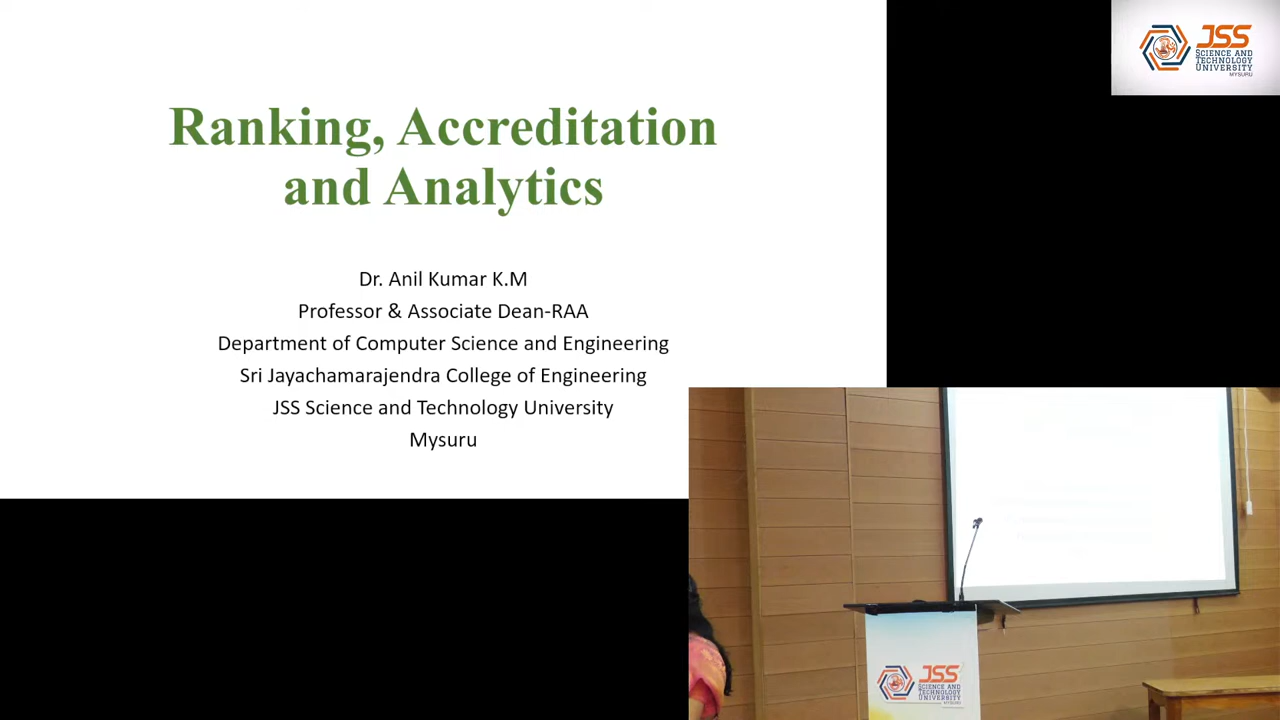 Ranking, Accreditation
and Analytics
Dr. Anil Kumar K.M
Professor & Associate Dean-RAA
Department of Computer Science and Engineering
Sri Jayachamarajendra College of Engineering
JSS Science and Technology University
Mysuru
JSS
SCIENCE AND
TECHNOLOGY
UNIVERSITY
MYSURU
JSS
SCIENCE AND
TECHNOLOGY
UNIVERSITY
MYSURU